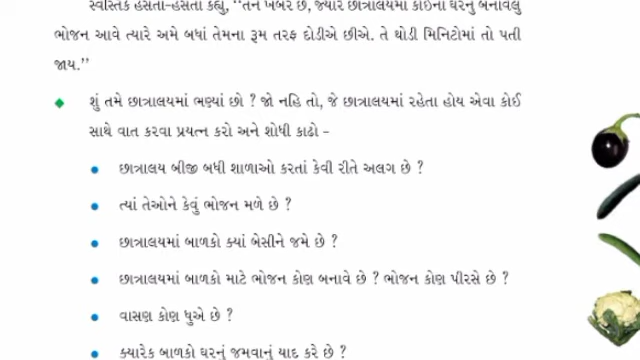 સ્વસ્તિક હસતાં-હસતાં કહ્યું, ‘‘તને ખબર છે, જ્યારે છાત્રાલયમાં કોઈના ઘરનું બનાવેલું
ભોજન આવે ત્યારે અમે બધાં તેમના રૂમ તરફ દોડીએ છીએ. તે થોડી મિનિટોમાં તો પતી
જાય.’’
શું તમે છાત્રાલયમાં ભણ્યાં છો ? જો નહિ તો, જે છાત્રાલયમાં રહેતા હોય એવા કોઈ
સાથે વાત કરવા પ્રયત્ન કરો અને શોધી કાઢો -
છાત્રાલય બીજી બધી શાળાઓ કરતાં કેવી રીતે અલગ છે ?
ત્યાં તેઓને કેવું ભોજન મળે છે ?
છાત્રાલયમાં બાળકો ક્યાં બેસીને જમે છે ?
છાત્રાલયમાં બાળકો માટે ભોજન કોણ બનાવે છે ? ભોજન કોણ પીરસે છે ?
વાસણ કોણ ધુએ છે ?
ક્યારેક બાળકો ઘરનું જમવાનું યાદ કરે છે ?